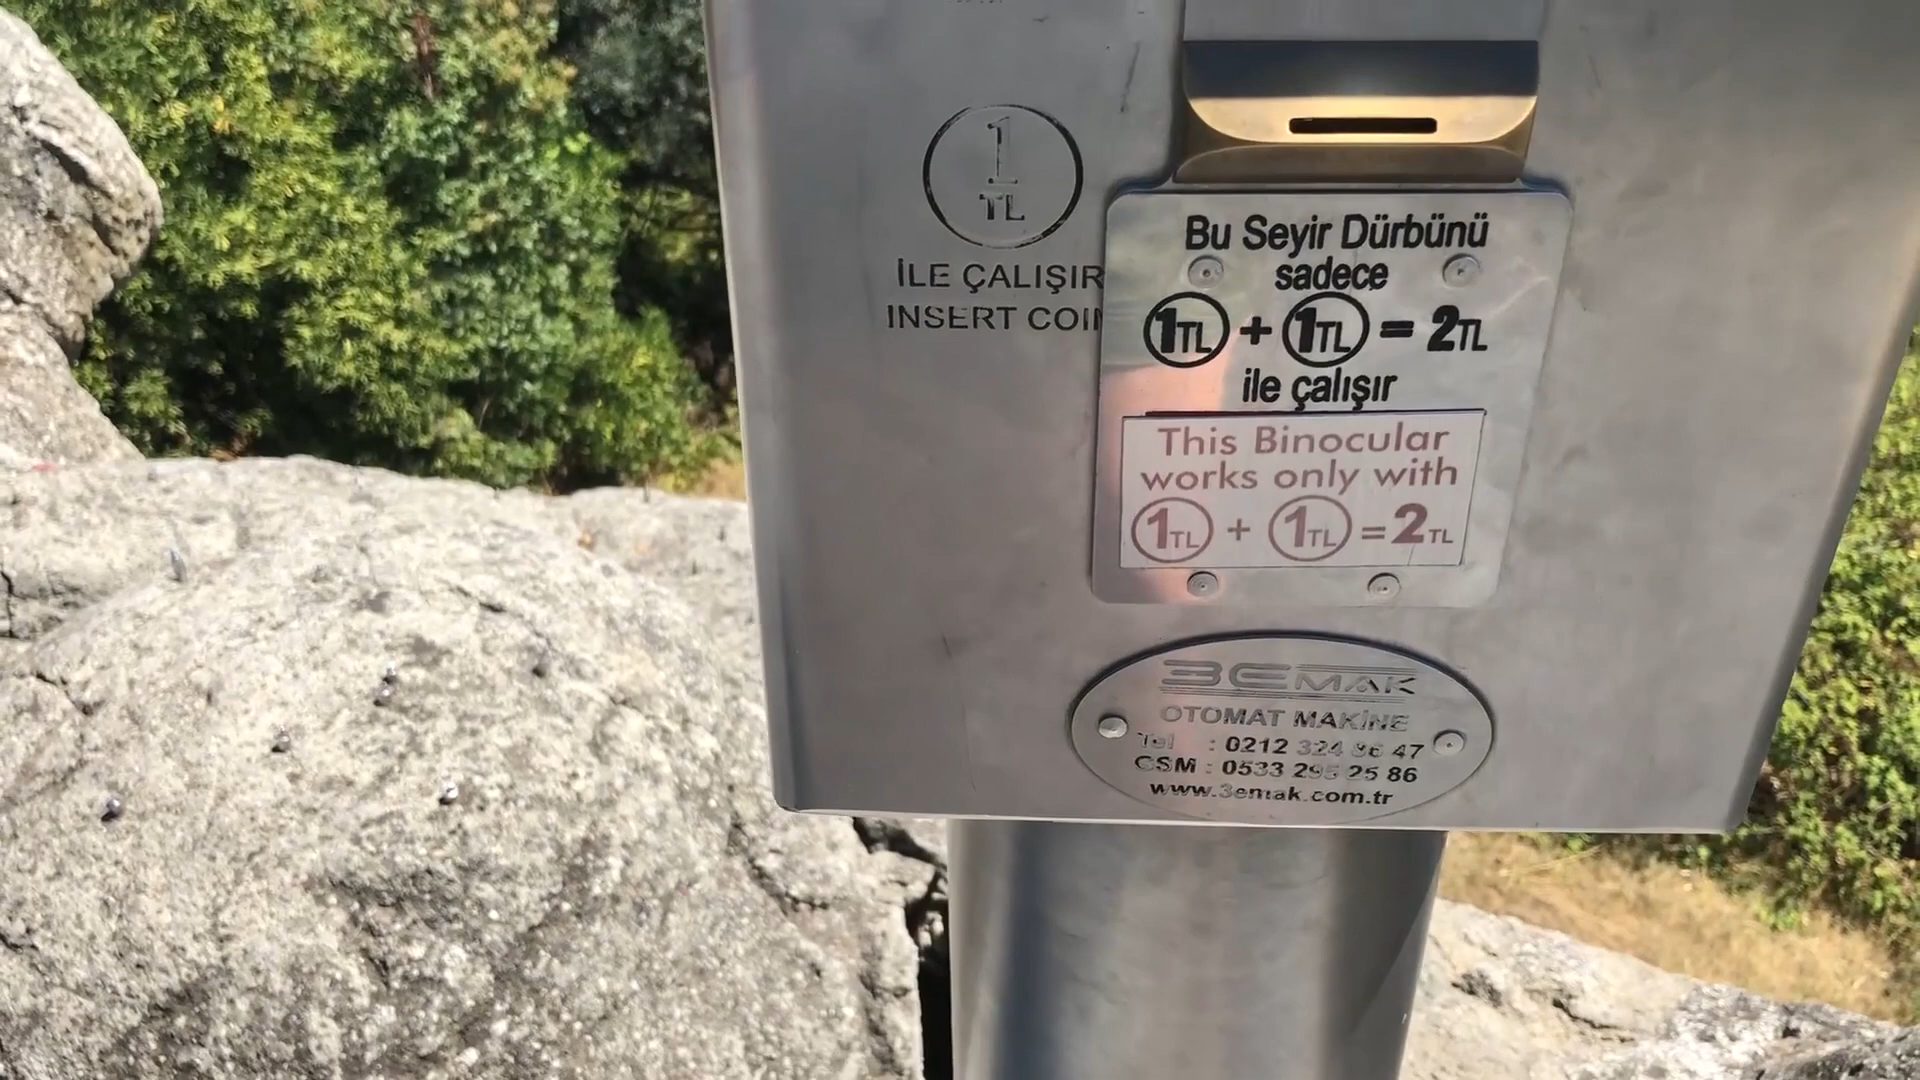 1
TL
İLE ÇALIŞIR
INSERT COIN
Bu Seyir Dürbünü
sadece
1TL + 1TL = 2TL
ile çalışır
This Binocular
works only with
1TL + 1TL = 2TL
3EMAK
OTOMAT MAKİNE
Tel : 0212 324 86 47
GSM : 0533 295 25 86
www.3emak.com.tr